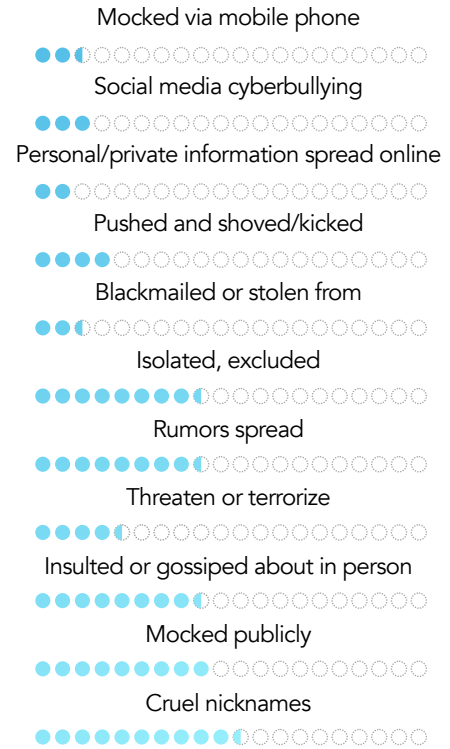 Mocked via mobile phone
Social media cyberbullying
Personal/private information spread online
Pushed and shoved/kicked
Blackmailed or stolen from
Isolated, excluded
Rumors spread
Threaten or terrorize
Insulted or gossiped about in person
Mocked publicly
Cruel nicknames